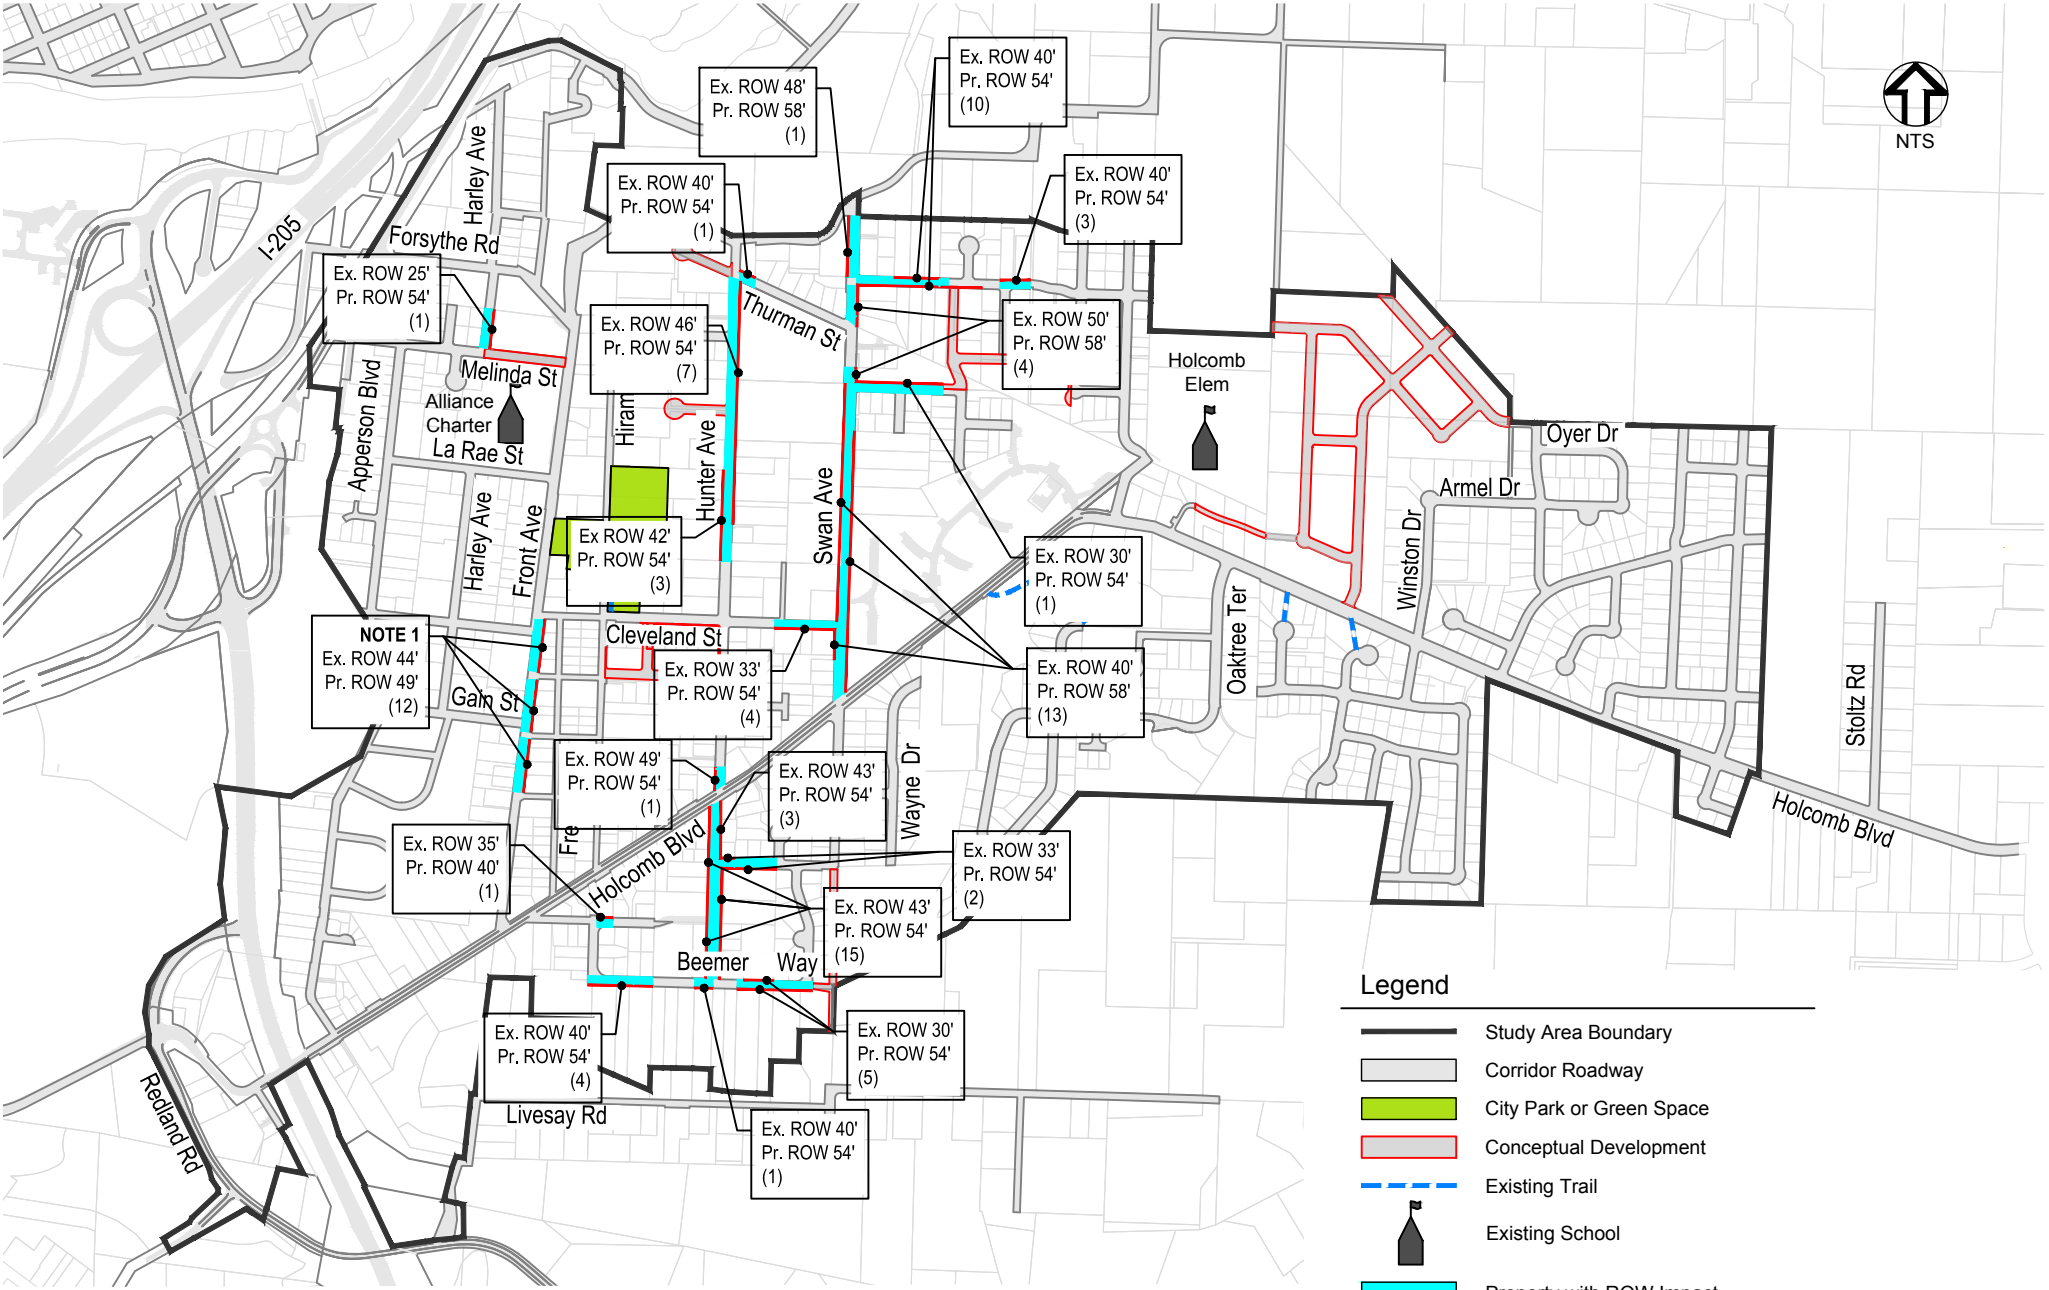 Ex. ROW 40'
Pr. ROW 54'
(10)
Ex. ROW 48'
Pr. ROW 58'
(1)
NTS
Harley Ave
Ex. ROW 40'
Pr. ROW 54'
(1)
Ex. ROW 40'
Pr. ROW 54'
(3)
I-205
Forsythe Rd
Ex. ROW 25'
Pr. ROW 54'
(1)
Thurman St
Ex. ROW 46'
Pr. ROW 54'
(7)
Ex. ROW 50'
Pr. ROW 58'
(4)
Holcomb
Elem
Melinda St
Alliance
Charter
Apperson Blvd
Hiram
La Rae St
Hunter Ave
Swan Ave
Oyer Dr
Armel Dr
Winston Dr
Harley Ave
Front Ave
Ex ROW 42'
Pr. ROW 54'
(3)
Ex. ROW 30'
Pr. ROW 54'
(1)
Oaktree Ter
NOTE 1
Ex. ROW 44'
Pr. ROW 49'
(12)
Cleveland St
Ex. ROW 33'
Pr. ROW 54'
(4)
Ex. ROW 40'
Pr. ROW 58'
(13)
Gain St
Stoltz Rd
Ex. ROW 49'
Pr. ROW 54'
(1)
Ex. ROW 43'
Pr. ROW 54'
(3)
Wayne Dr
Holcomb Blvd
Fre
Holcomb Blvd
Ex. ROW 35'
Pr. ROW 40'
(1)
Ex. ROW 33'
Pr. ROW 54'
(2)
Ex. ROW 43'
Pr. ROW 54'
(15)
Beemer Way
Ex. ROW 40'
Pr. ROW 54'
(4)
Ex. ROW 30'
Pr. ROW 54'
(5)
Livesay Rd
Redland Rd
Ex. ROW 40'
Pr. ROW 54'
(1)
Legend
Study Area Boundary
Corridor Roadway
City Park or Green Space
Conceptual Development
Existing Trail
Existing School
Property with ROW Impact